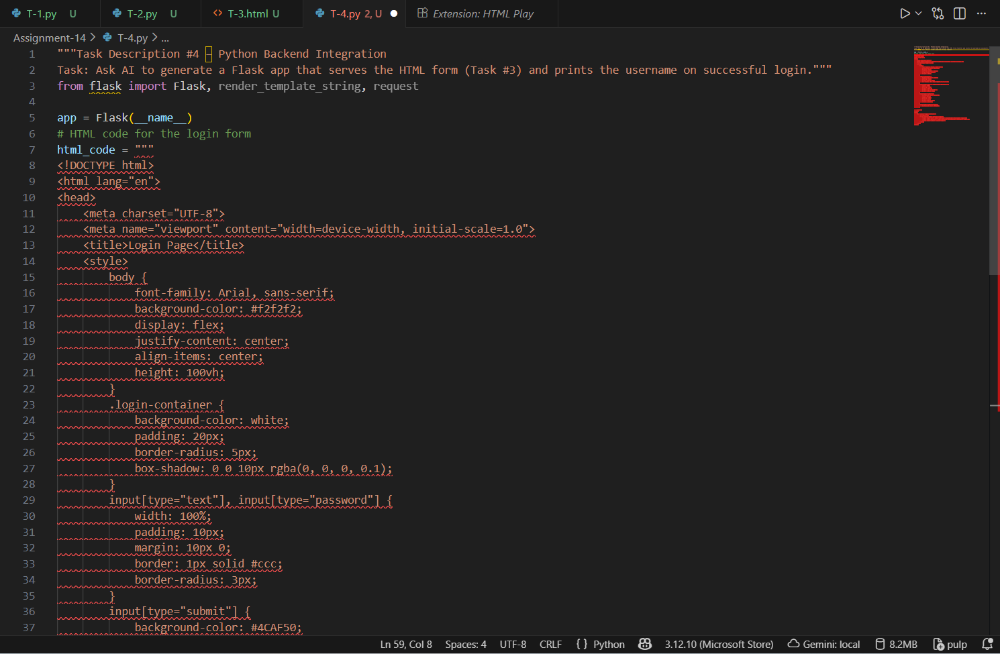 T-1.py U T-2.py U T-3.html U T-4.py 2, U Extension: HTML Play
Assignment-14 > T-4.py > ...
1 """Task Description #4 – Python Backend Integration
2 Task: Ask AI to generate a Flask app that serves the HTML form (Task #3) and prints the username on successful login."""
3 from flask import Flask, render_template_string, request
4
5 app = Flask(__name__)
6 # HTML code for the login form
7 html_code = """
8 <!DOCTYPE html>
9 <html lang="en">
10 <head>
11     <meta charset="UTF-8">
12     <meta name="viewport" content="width=device-width, initial-scale=1.0">
13     <title>Login Page</title>
14     <style>
15         body {
16             font-family: Arial, sans-serif;
17             background-color: #f2f2f2;
18             display: flex;
19             justify-content: center;
20             align-items: center;
21             height: 100vh;
22         }
23         .login-container {
24             background-color: white;
25             padding: 20px;
26             border-radius: 5px;
27             box-shadow: 0 0 10px rgba(0, 0, 0, 0.1);
28         }
29         input[type="text"], input[type="password"] {
30             width: 100%;
31             padding: 10px;
32             margin: 10px 0;
33             border: 1px solid #ccc;
34             border-radius: 3px;
35         }
36         input[type="submit"] {
37             background-color: #4CAF50;
Ln 59, Col 8 Spaces: 4 UTF-8 CRLF {} Python 3.12.10 (Microsoft Store) Gemini: local 8.2MB pulp